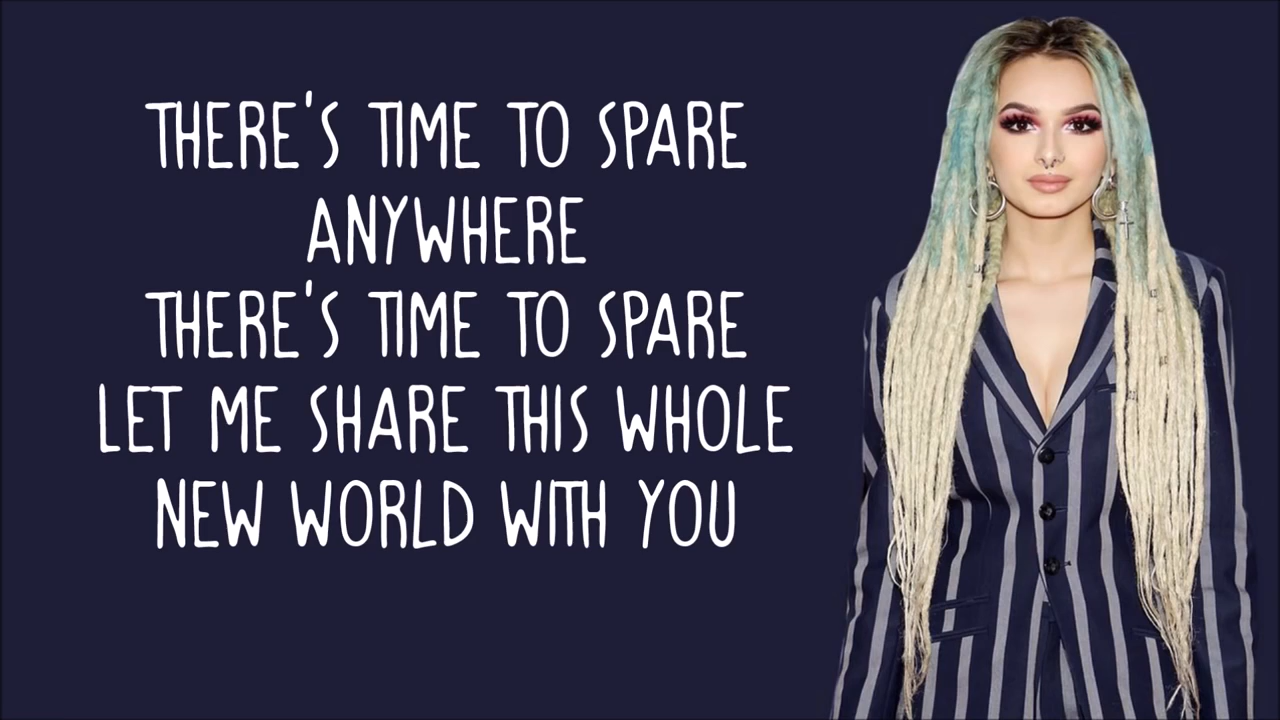 THERE'S TIME TO SPARE
ANYWHERE
THERE'S TIME TO SPARE
LET ME SHARE THIS WHOLE
NEW WORLD WITH YOU